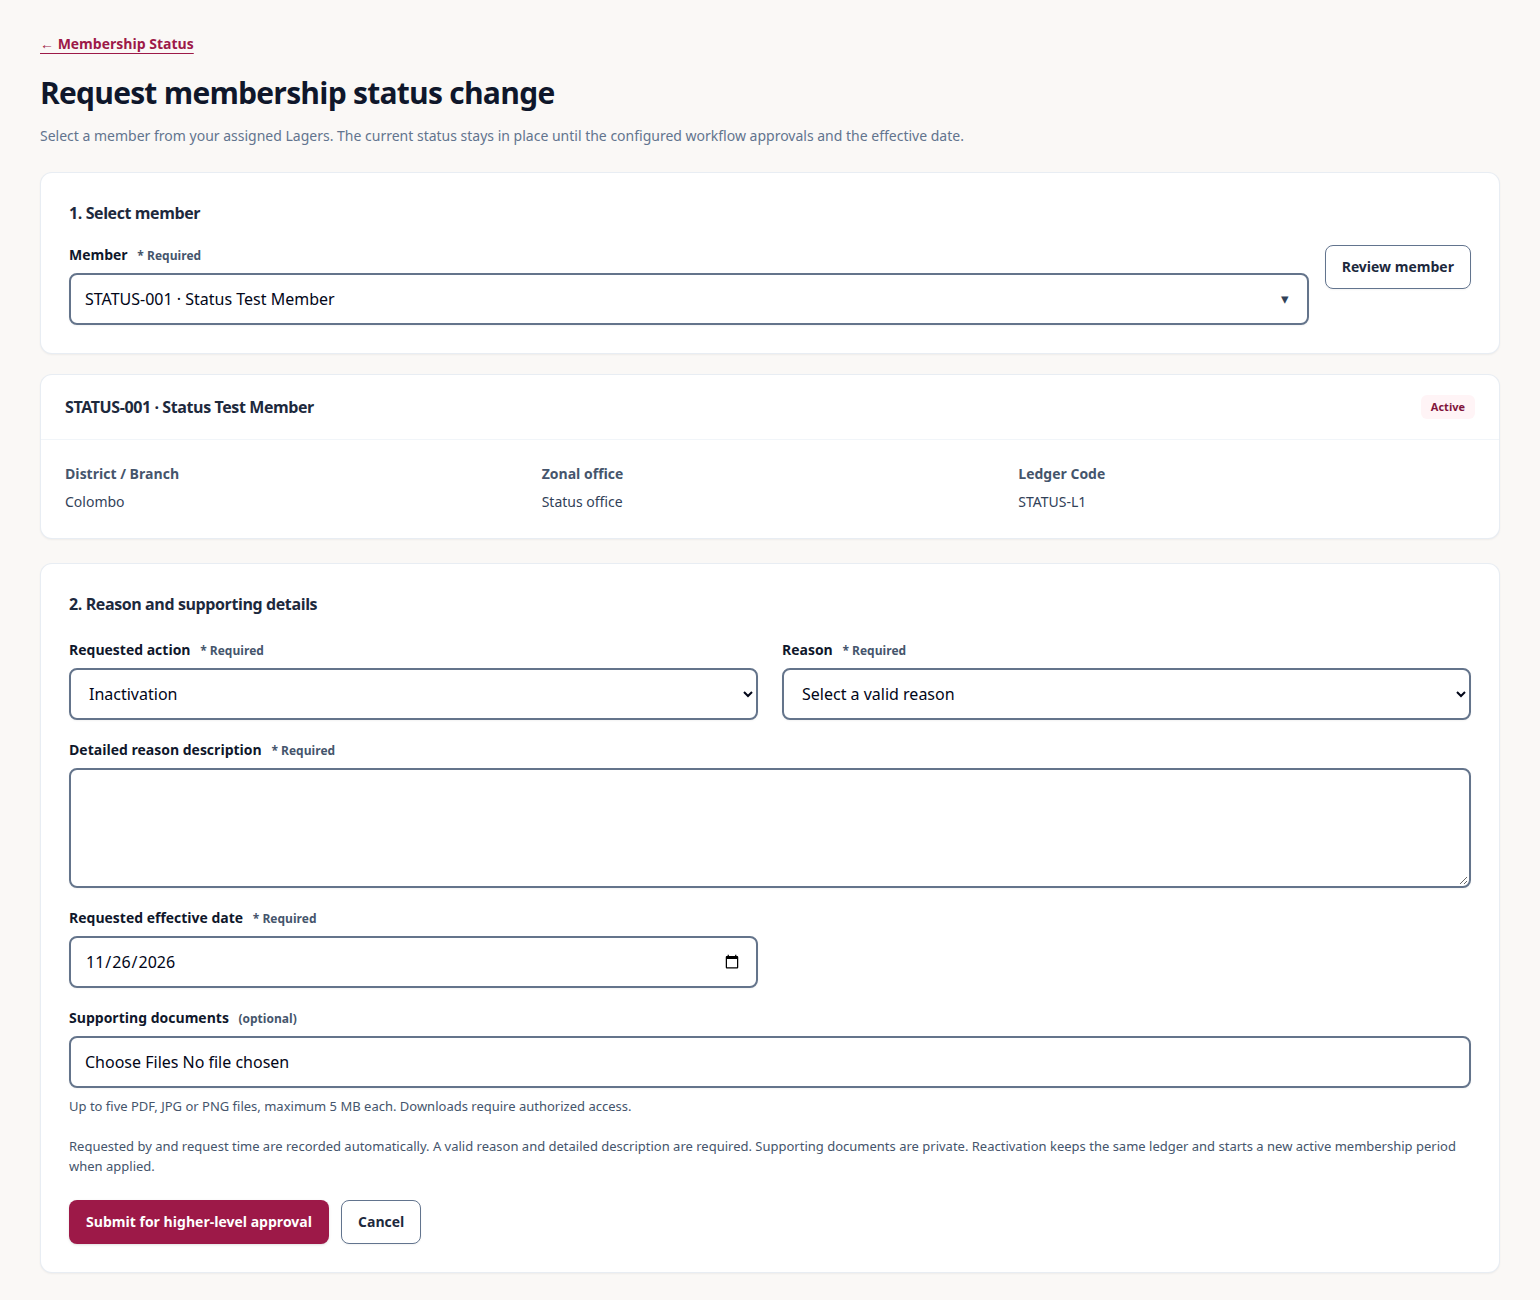 ← Membership Status
Request membership status change
Select a member from your assigned Lagers. The current status stays in place until the configured workflow approvals and the effective date.
1. Select member
Member * Required
Review member
STATUS-001 · Status Test Member
STATUS-001 · Status Test Member
Active
District / Branch
Zonal office
Ledger Code
Colombo
Status office
STATUS-L1
2. Reason and supporting details
Requested action * Required
Reason * Required
Inactivation
Select a valid reason
Detailed reason description * Required
Requested effective date * Required
11/26/2026
Supporting documents (optional)
Choose Files No file chosen
Up to five PDF, JPG or PNG files, maximum 5 MB each. Downloads require authorized access.
Requested by and request time are recorded automatically. A valid reason and detailed description are required. Supporting documents are private. Reactivation keeps the same ledger and starts a new active membership period
when applied.
Submit for higher-level approval
Cancel